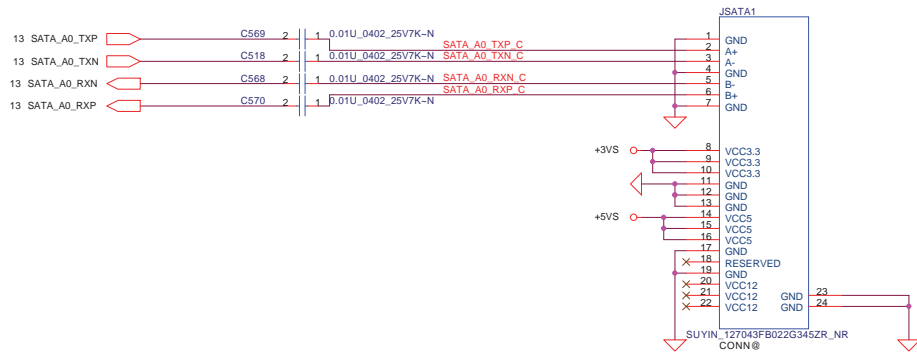 JSATA1
13 SATA_A0_TXP C569 2 1 0.01U_0402_25V7K-N
SATA_A0_TXP_C
13 SATA_A0_TXN C518 2 1 0.01U_0402_25V7K-N SATA_A0_TXN_C
13 SATA_A0_RXN C568 2 1 0.01U_0402_25V7K-N SATA_A0_RXN_C
SATA_A0_RXP_C
13 SATA_A0_RXP C570 2 1 0.01U_0402_25V7K-N
1 GND
2 A+
3 A-
4 GND
5 B-
6 B+
7 GND
+3VS 8 VCC3.3
9 VCC3.3
10 VCC3.3
11 GND
12 GND
13 GND
+5VS 14 VCC5
15 VCC5
16 VCC5
17 GND
18 RESERVED
19 GND
20 VCC12
21 VCC12 GND 23
22 VCC12 GND 24
SUYIN_127043FB022G345ZR_NR
CONN@